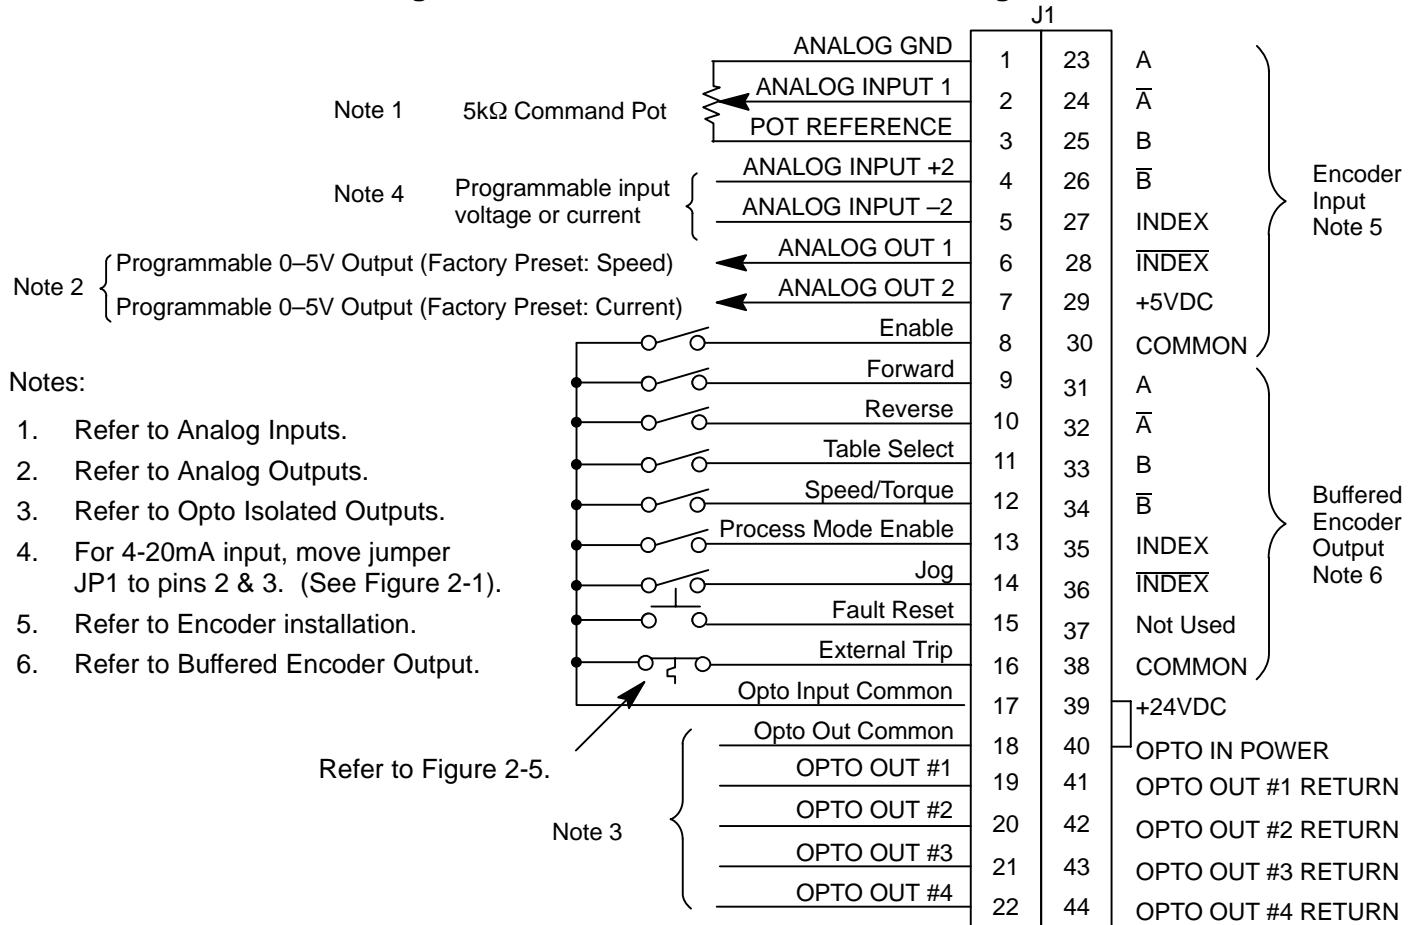 J1
ANALOG GND 1 23 A
Note 1 5kΩ Command Pot ANALOG INPUT 1 2 24 A̅
POT REFERENCE 3 25 B
Note 4 Programmable input voltage or current ANALOG INPUT +2 4 26 B̅
ANALOG INPUT –2 5 27 INDEX
Encoder
Input
Note 5
Note 2 Programmable 0–5V Output (Factory Preset: Speed) ANALOG OUT 1 6 28 I̅N̅D̅E̅X̅
Programmable 0–5V Output (Factory Preset: Current) ANALOG OUT 2 7 29 +5VDC
Enable 8 30 COMMON
Forward 9 31 A
Reverse 10 32 A̅
Table Select 11 33 B
Speed/Torque 12 34 B̅
Process Mode Enable 13 35 INDEX
Jog 14 36 I̅N̅D̅E̅X̅
Buffered
Encoder
Output
Note 6
Fault Reset 15 37 Not Used
External Trip 16 38 COMMON
Opto Input Common 17 39 +24VDC
Opto Out Common 18 40 OPTO IN POWER
OPTO OUT #1 19 41 OPTO OUT #1 RETURN
OPTO OUT #2 20 42 OPTO OUT #2 RETURN
OPTO OUT #3 21 43 OPTO OUT #3 RETURN
OPTO OUT #4 22 44 OPTO OUT #4 RETURN
Refer to Figure 2-5.
Note 3
Notes:
1. Refer to Analog Inputs.
2. Refer to Analog Outputs.
3. Refer to Opto Isolated Outputs.
4. For 4-20mA input, move jumper
JP1 to pins 2 & 3. (See Figure 2-1).
5. Refer to Encoder installation.
6. Refer to Buffered Encoder Output.